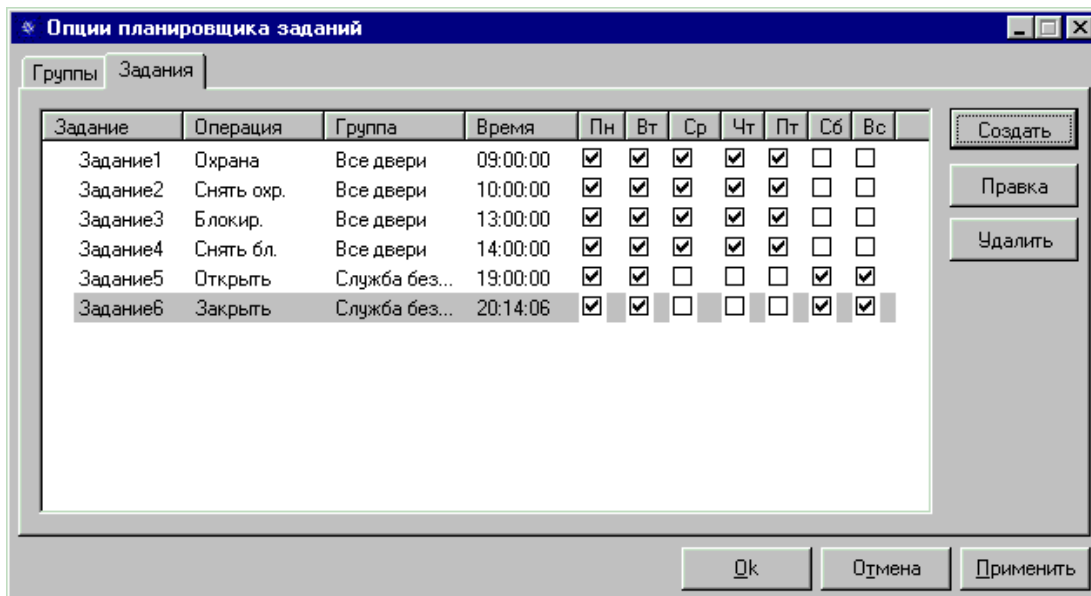 Опции планировщика заданий
Группы Задания
Задание Операция Группа Время Пн Вт Ср Чт Пт Сб Вс
Создать
Задание1 Охрана Все двери 09:00:00
Задание2 Снять охр. Все двери 10:00:00
Правка
Задание3 Блокир. Все двери 13:00:00
Задание4 Снять бл. Все двери 14:00:00
Удалить
Задание5 Открыть Служба без... 19:00:00
Задание6 Закрыть Служба без... 20:14:06
Ok Отмена Применить